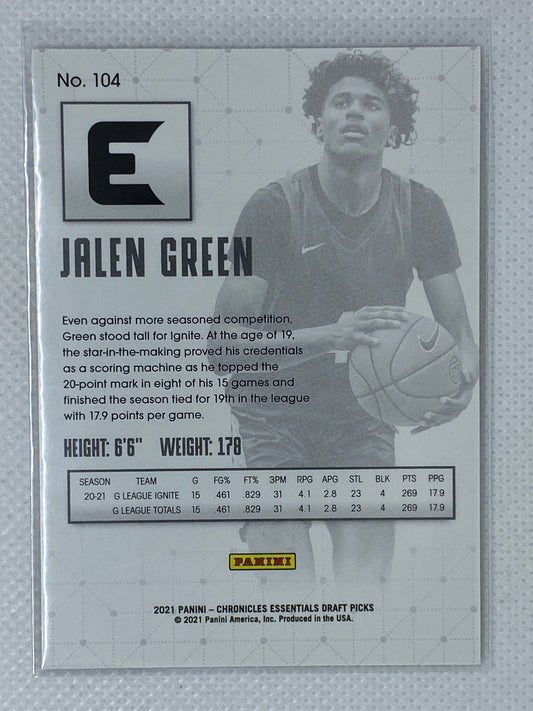 No. 104
E
JALEN GREEN
Even against more seasoned competition,
Green stood tall for Ignite. At the age of 19,
the star-in-the-making proved his credentials
as a scoring machine as he topped the
20-point mark in eight of his 15 games and
finished the season tied for 19th in the league
with 17.9 points per game.
HEIGHT: 6'6" WEIGHT: 178
SEASON TEAM G FG% FT% 3PM RPG APG STL BLK PTS PPG
20-21 G LEAGUE IGNITE 15 .461 .829 31 4.1 2.8 23 4 269 17.9
G LEAGUE TOTALS 15 .461 .829 31 4.1 2.8 23 4 269 17.9
PANINI
2021 PANINI – CHRONICLES ESSENTIALS DRAFT PICKS
© 2021 Panini America, Inc. Produced in the USA.